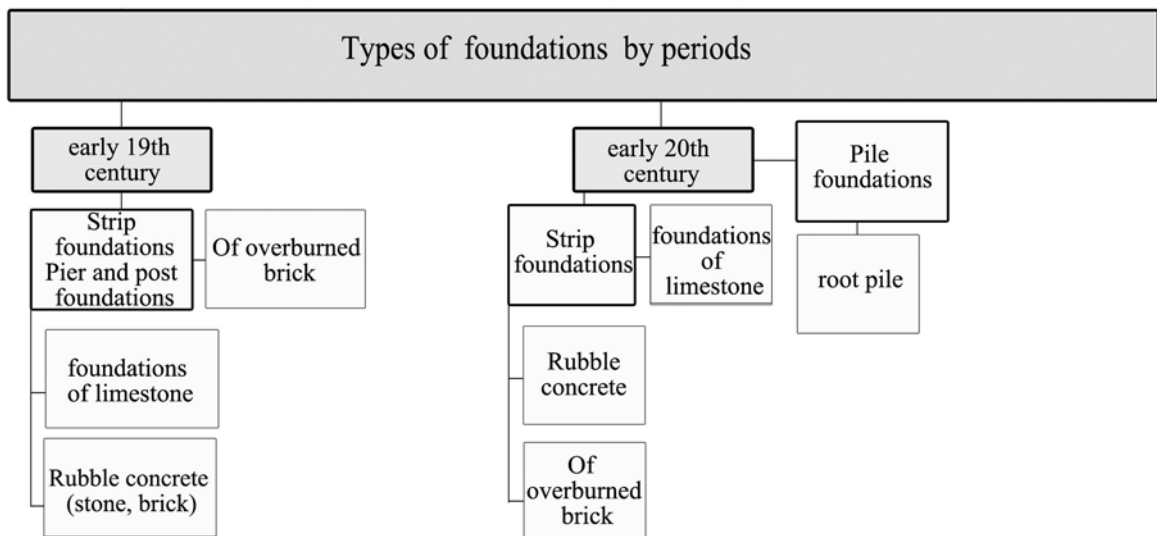 Types of foundations by periods
early 19th
century
Strip
foundations
Pier and post
foundations
Of overburned
brick
foundations
of limestone
Rubble concrete
(stone, brick)
early 20th
century
Pile
foundations
root pile
Strip
foundations
foundations
of
limestone
Rubble
concrete
Of
overburned
brick